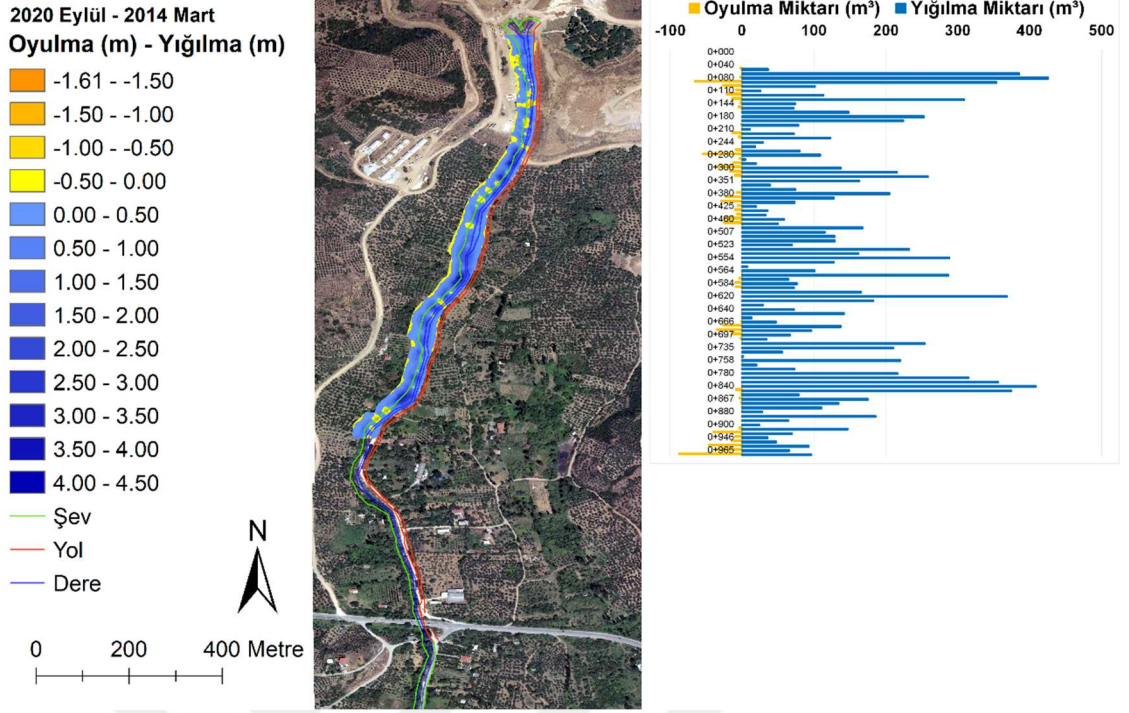 2020 Eylül - 2014 Mart
Oyulma (m) - Yığılma (m)
-1.61 - -1.50
-1.50 - -1.00
-1.00 - -0.50
-0.50 - 0.00
0.00 - 0.50
0.50 - 1.00
1.00 - 1.50
1.50 - 2.00
2.00 - 2.50
2.50 - 3.00
3.00 - 3.50
3.50 - 4.00
4.00 - 4.50
Şev
Yol
Dere
N
0 200 400 Metre
Oyulma Miktarı (m³) Yığılma Miktarı (m³)
-100 0 100 200 300 400 500
0+000
0+040
0+080
0+110
0+144
0+180
0+210
0+244
0+280
0+300
0+351
0+380
0+425
0+460
0+507
0+523
0+554
0+564
0+584
0+620
0+640
0+666
0+697
0+735
0+758
0+780
0+840
0+867
0+880
0+900
0+946
0+965